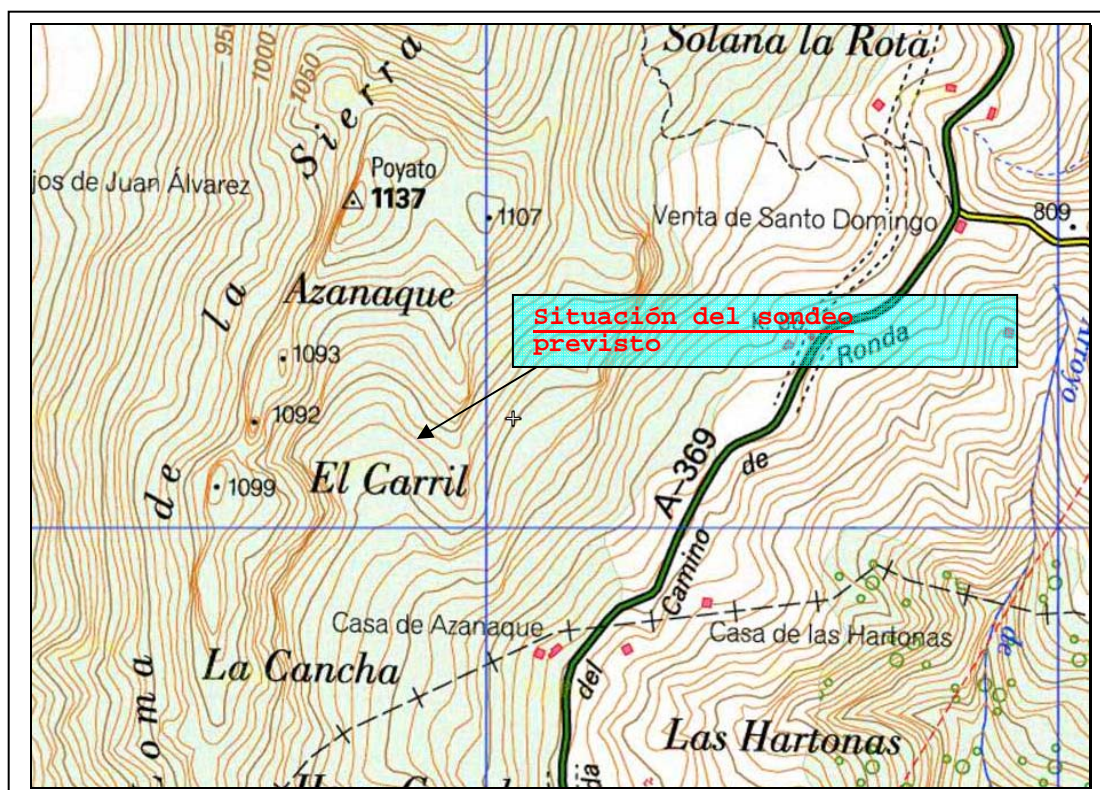 950
1000
1050
Solana la Rota
Sierra
Poyato
1137
jos de Juan Álvarez
1107
Venta de Santo Domingo
809
la
Azanaque
Situación del sondeo
previsto
Ronda
Arroyo
1093
1092
A-369
de
de
El Carril
1099
Camino
Casa de Azanaque
Casa de las Hartonas
de
La Cancha
del
Loma
Las Hartonas